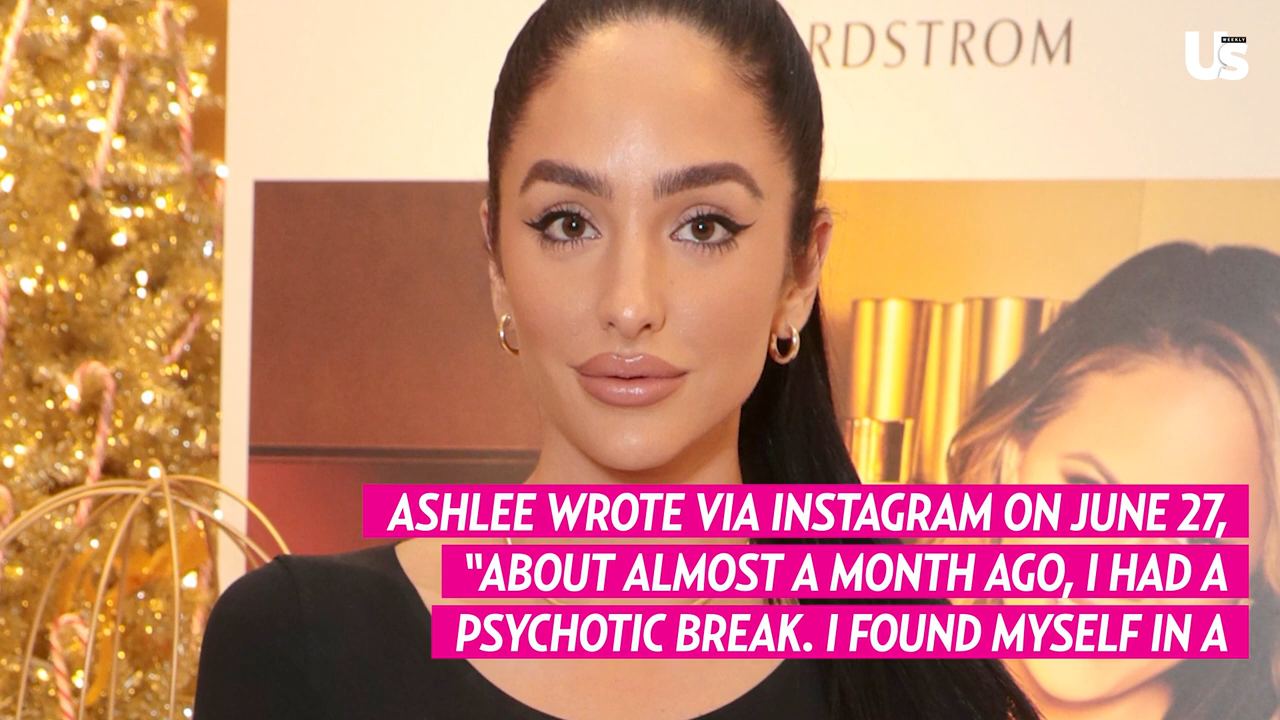 RDSTROM
US
WEEKLY
ASHLEE WROTE VIA INSTAGRAM ON JUNE 27,
“ABOUT ALMOST A MONTH AGO, I HAD A
PSYCHOTIC BREAK. I FOUND MYSELF IN A